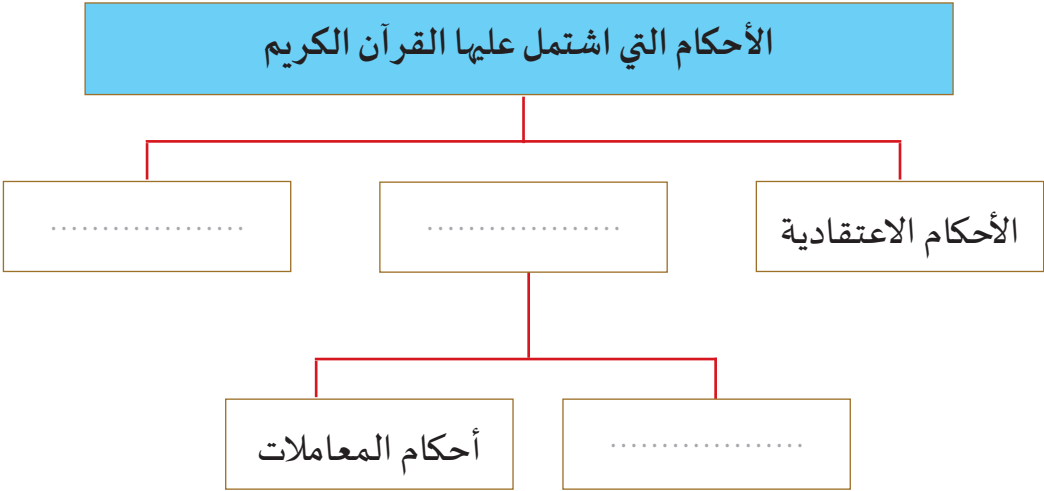 الأحكام التي اشتمل عليها القرآن الكريم
الأحكام الاعتقادية
...................
...................
...................
أحكام المعاملات